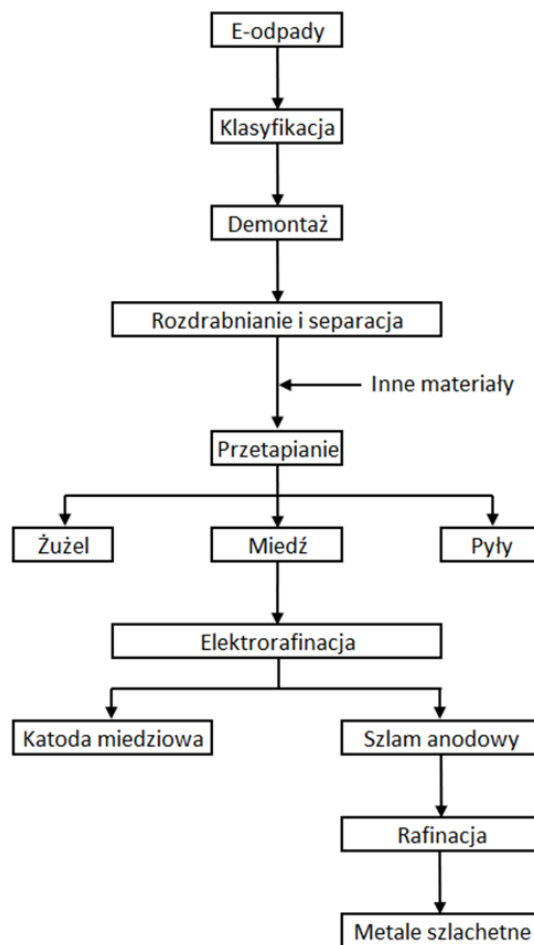 E-odpady
Klasyfikacja
Demontaż
Rozdrabnianie i separacja
Inne materiały
Przetapianie
Żużel
Miedź
Pyły
Elektrorafinacja
Katoda miedziowa
Szlam anodowy
Rafinacja
Metale szlachetne